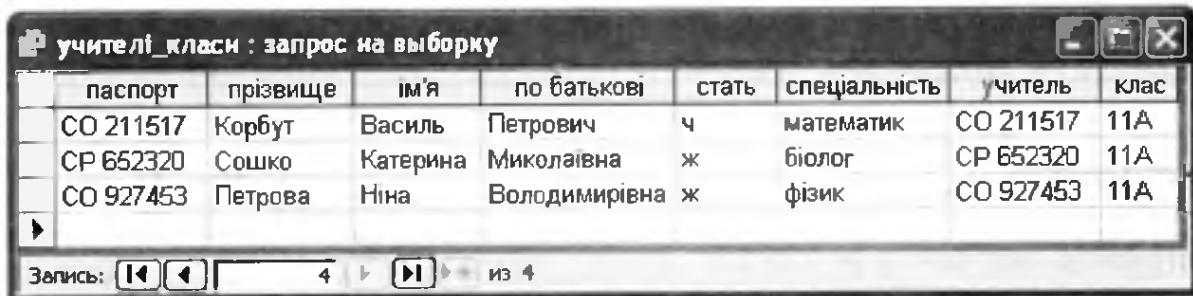 учителі_класи : запрос на выборку
паспорт прізвище ім'я по батькові стать спеціальність учитель клас
СО 211517 Корбут Василь Петрович ч математик СО 211517 11А
СР 652320 Сошко Катерина Миколаївна ж біолог СР 652320 11А
СО 927453 Петрова Ніна Володимирівна ж фізик СО 927453 11А
Запись: 4 из 4